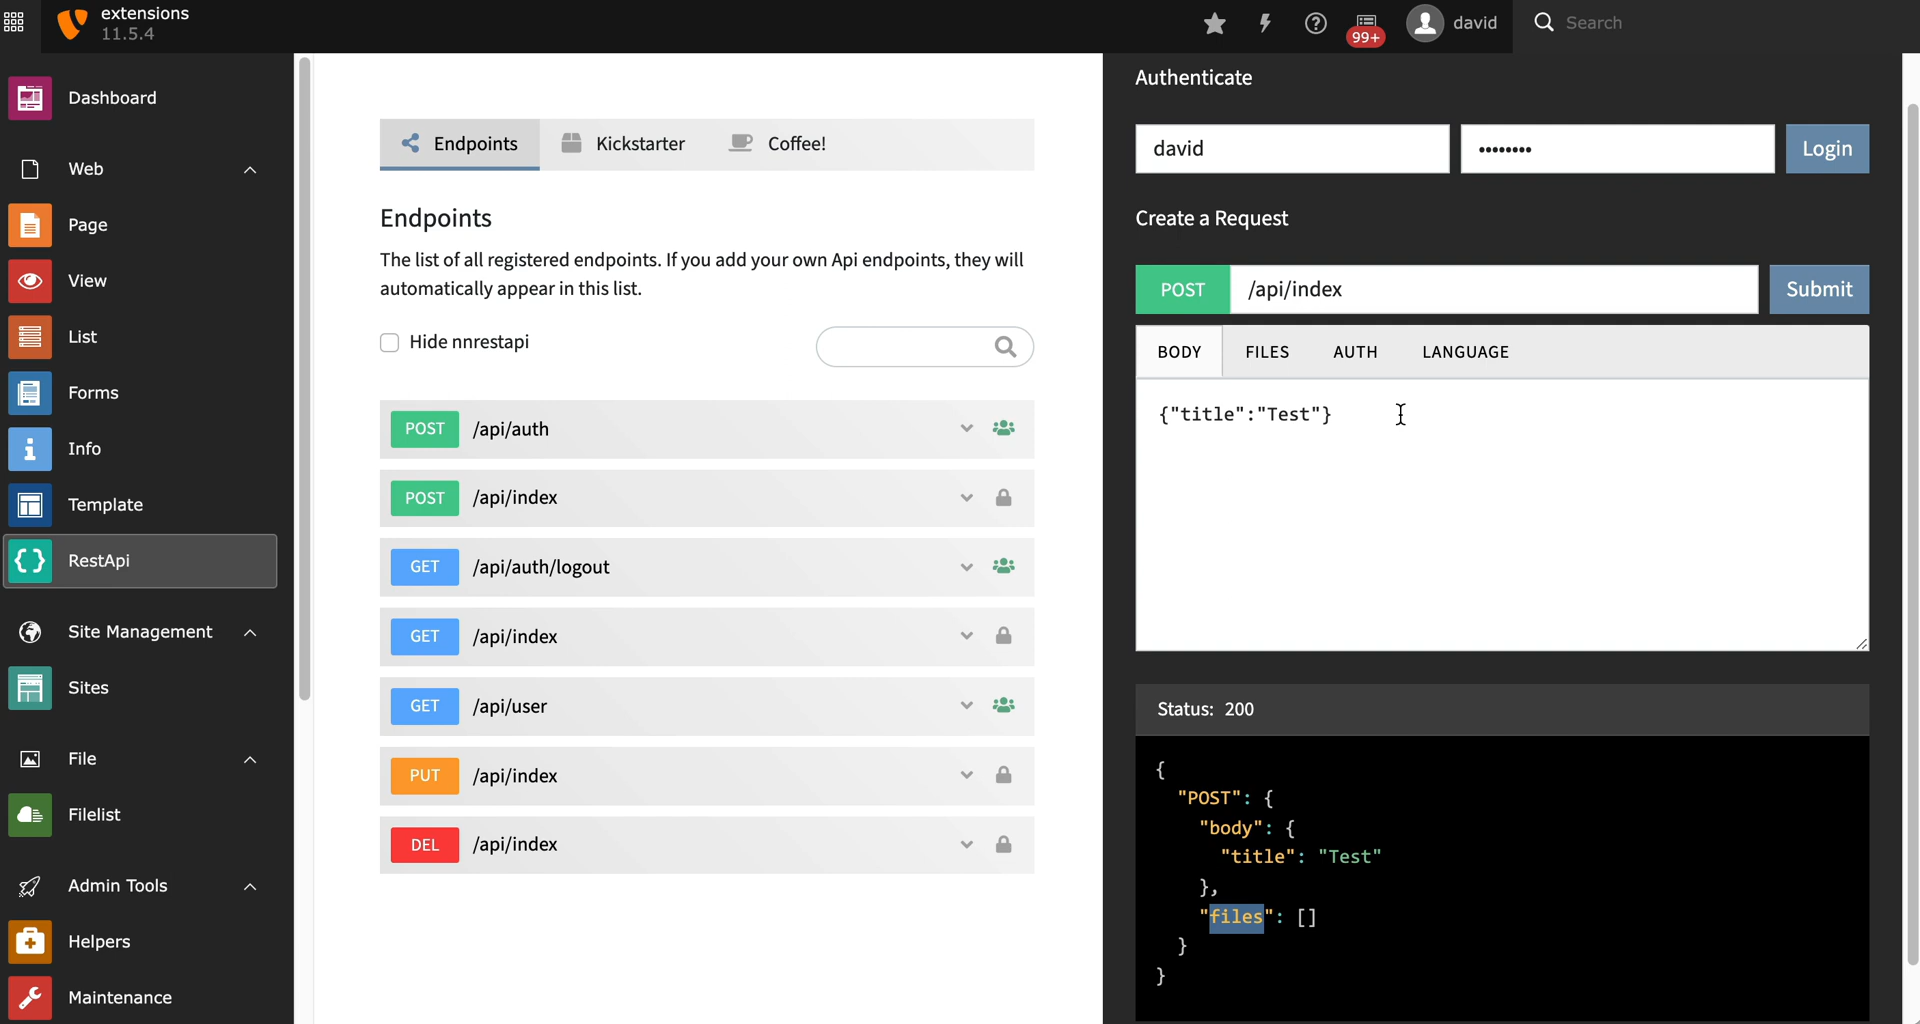 extensions
11.5.4
99+
david
Search
Dashboard
Web
Page
View
List
Forms
Info
Template
RestApi
Site Management
Sites
File
Filelist
Admin Tools
Helpers
Maintenance
Endpoints
Kickstarter
Coffee!
Endpoints
The list of all registered endpoints. If you add your own Api endpoints, they will
automatically appear in this list.
Hide nnrestapi
POST /api/auth
POST /api/index
GET /api/auth/logout
GET /api/index
GET /api/user
PUT /api/index
DEL /api/index
Authenticate
david
••••••••
Login
Create a Request
POST /api/index
Submit
BODY FILES AUTH LANGUAGE
{"title":"Test"}
Status: 200
{
"POST": {
"body": {
"title": "Test"
},
"files": []
}
}